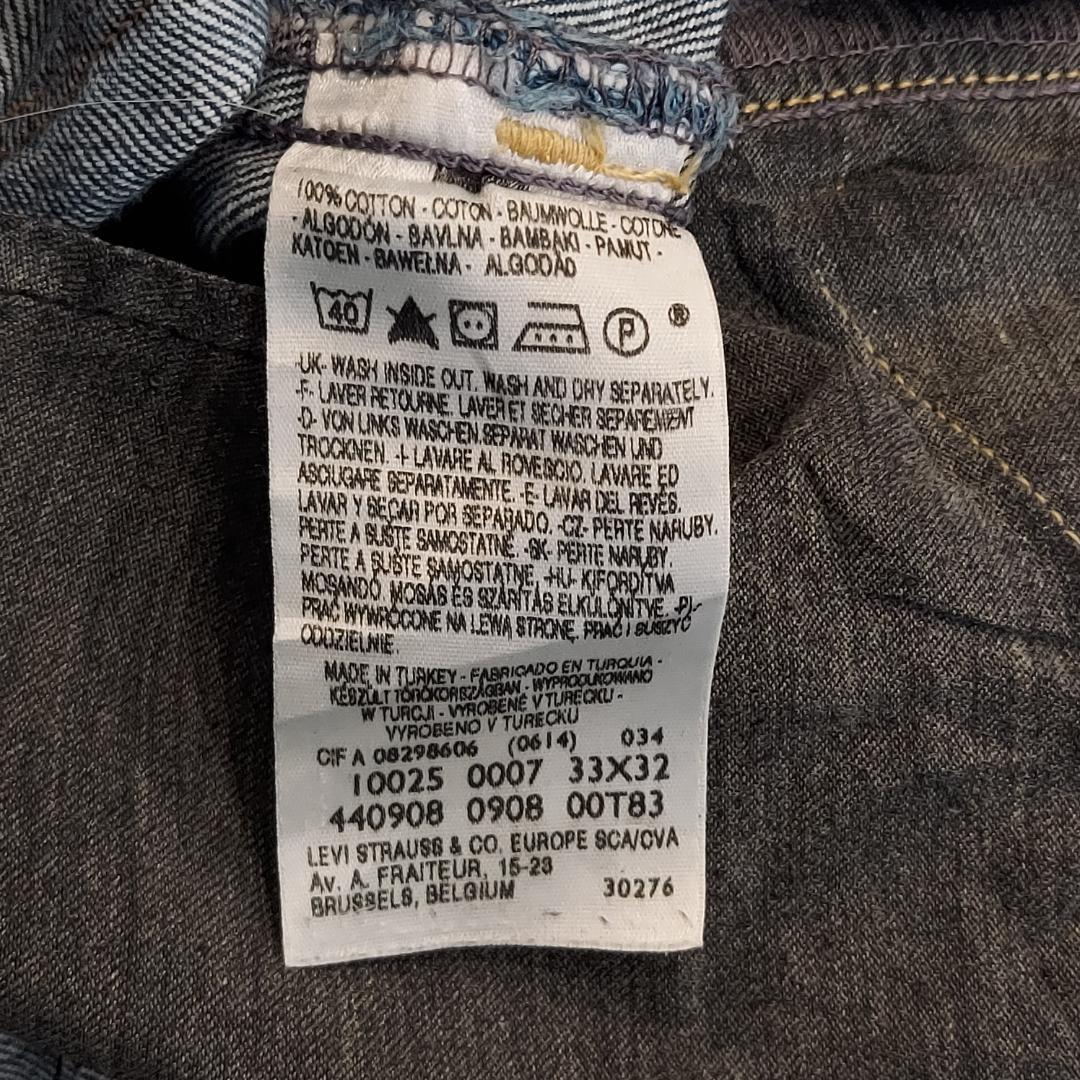 100% COTTON - COTON - BAUMWOLLE - COTONE
- ALGODÓN - BAVLNA - BAMBAKI - PAMUT -
KATOEN - BAWEŁNA - ALGODÃO
40 P ®
-UK- WASH INSIDE OUT. WASH AND DRY SEPARATELY.
-F- LAVER RETOURNE. LAVER ET SECHER SEPAREMENT
-D- VON LINKS WASCHEN.SEPARAT WASCHEN UND
TROCKNEN. -I- LAVARE AL ROVESCIO. LAVARE ED
ASCIUGARE SEPARATAMENTE. -E- LAVAR DEL REVÉS.
LAVAR Y SECAR POR SEPARADO. -CZ- PERTE NARUBY.
PERTE A SUŠTE SAMOSTATNĚ. -SK- PERTE NARUBY.
PERTE A SUŠTE SAMOSTATNE. -HU- KIFORDÍTVA
MOSANDÓ. MOSÁS ÉS SZÁRÍTÁS ELKÜLÖNÍTVE. -Pl-
PRAĆ WYWRÓCONE NA LEWĄ STRONĘ. PRAĆ I SUSZYĆ
ODDZIELNIE.
MADE IN TURKEY - FABRICADO EN TURQUIA -
KÉSZÜLT TÖRÖKORSZÁGBAN - WYPRODUKOWANO
W TURCJI - VYROBENÉ V TURECKU -
VYROBENO V TURECKU
CIF A 08298606 (0614) 034
10025 0007 33X32
440908 0908 00T83
LEVI STRAUSS & CO. EUROPE SCA/CVA
Av. A. FRAITEUR, 15-23
BRUSSELS, BELGIUM 30276